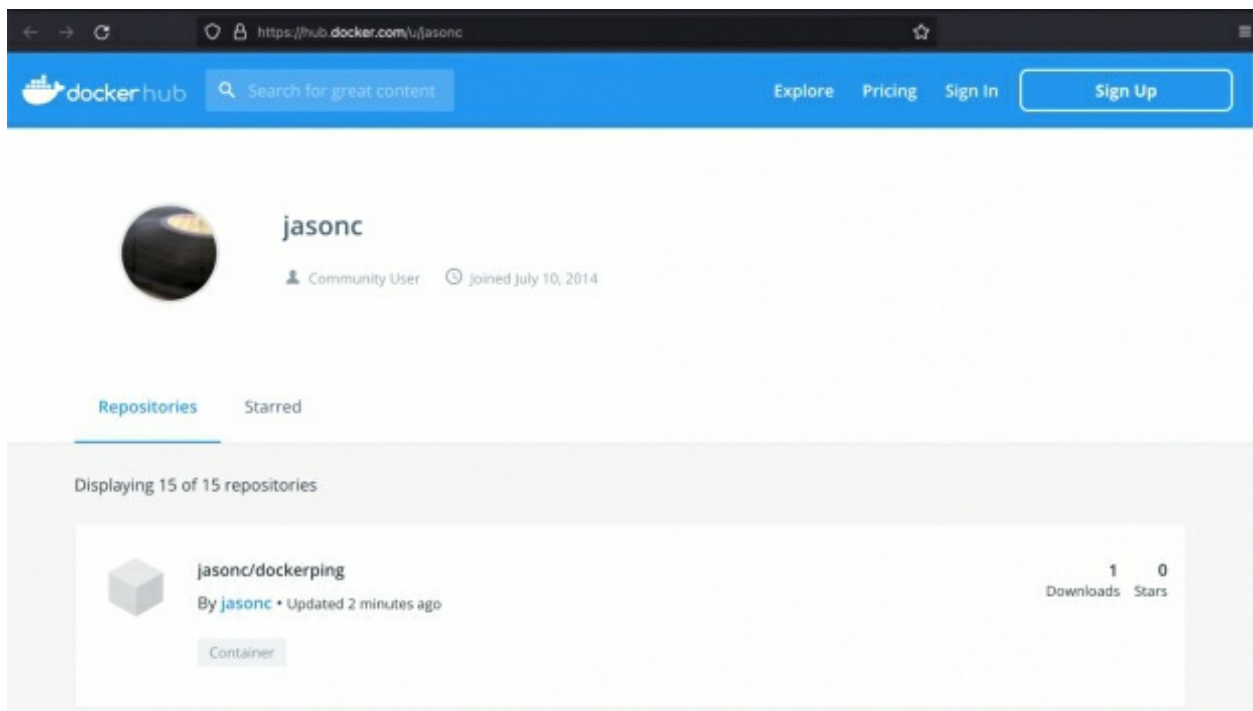 https://hub.docker.com/u/jasonc
dockerhub Search for great content Explore Pricing Sign In Sign Up
jasonc
Community User Joined July 10, 2014
Repositories Starred
Displaying 15 of 15 repositories
jasonc/dockerping 1 0
By jasonc • Updated 2 minutes ago Downloads Stars
Container